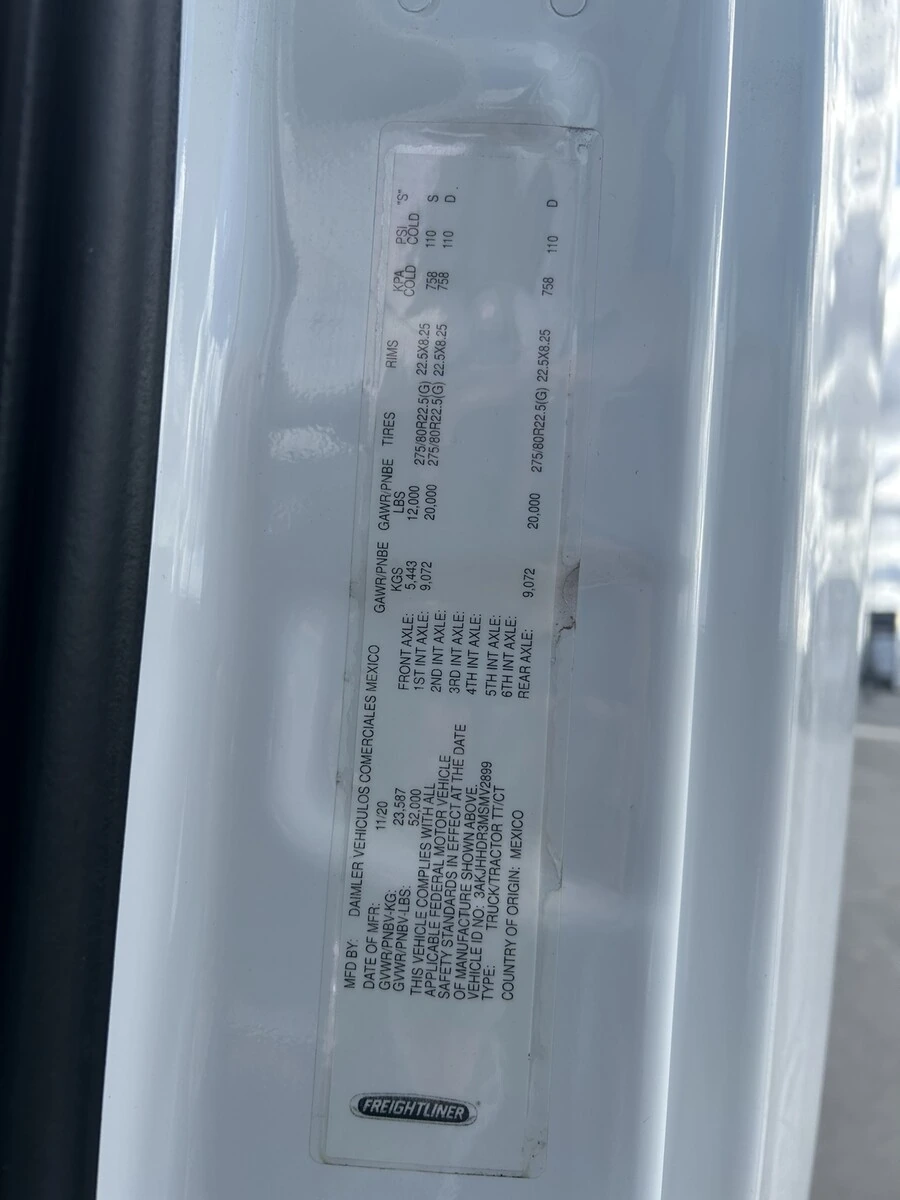 FREIGHTLINER
MFD BY: DAIMLER VEHICULOS COMERCIALES MEXICO
DATE OF MFR: 11/20
GVWR/PNBV-KG: 23,587
GVWR/PNBV-LBS: 52,000
THIS VEHICLE COMPLIES WITH ALL
APPLICABLE FEDERAL MOTOR VEHICLE
SAFETY STANDARDS IN EFFECT AT THE DATE
OF MANUFACTURE SHOWN ABOVE.
VEHICLE ID NO: 3AKJHHDR3MSMV2899
TYPE: TRUCK/TRACTOR TT/CT
COUNTRY OF ORIGIN: MEXICO
GAWR/PNBE GAWR/PNBE TIRES RIMS KPA PSI "S"
KGS LBS COLD COLD
FRONT AXLE: 5,443 12,000 275/80R22.5(G) 22.5X8.25 758 110 S
1ST INT AXLE: 9,072 20,000 275/80R22.5(G) 22.5X8.25 758 110 D
2ND INT AXLE:
3RD INT AXLE:
4TH INT AXLE:
5TH INT AXLE:
6TH INT AXLE:
REAR AXLE: 9,072 20,000 275/80R22.5(G) 22.5X8.25 758 110 D